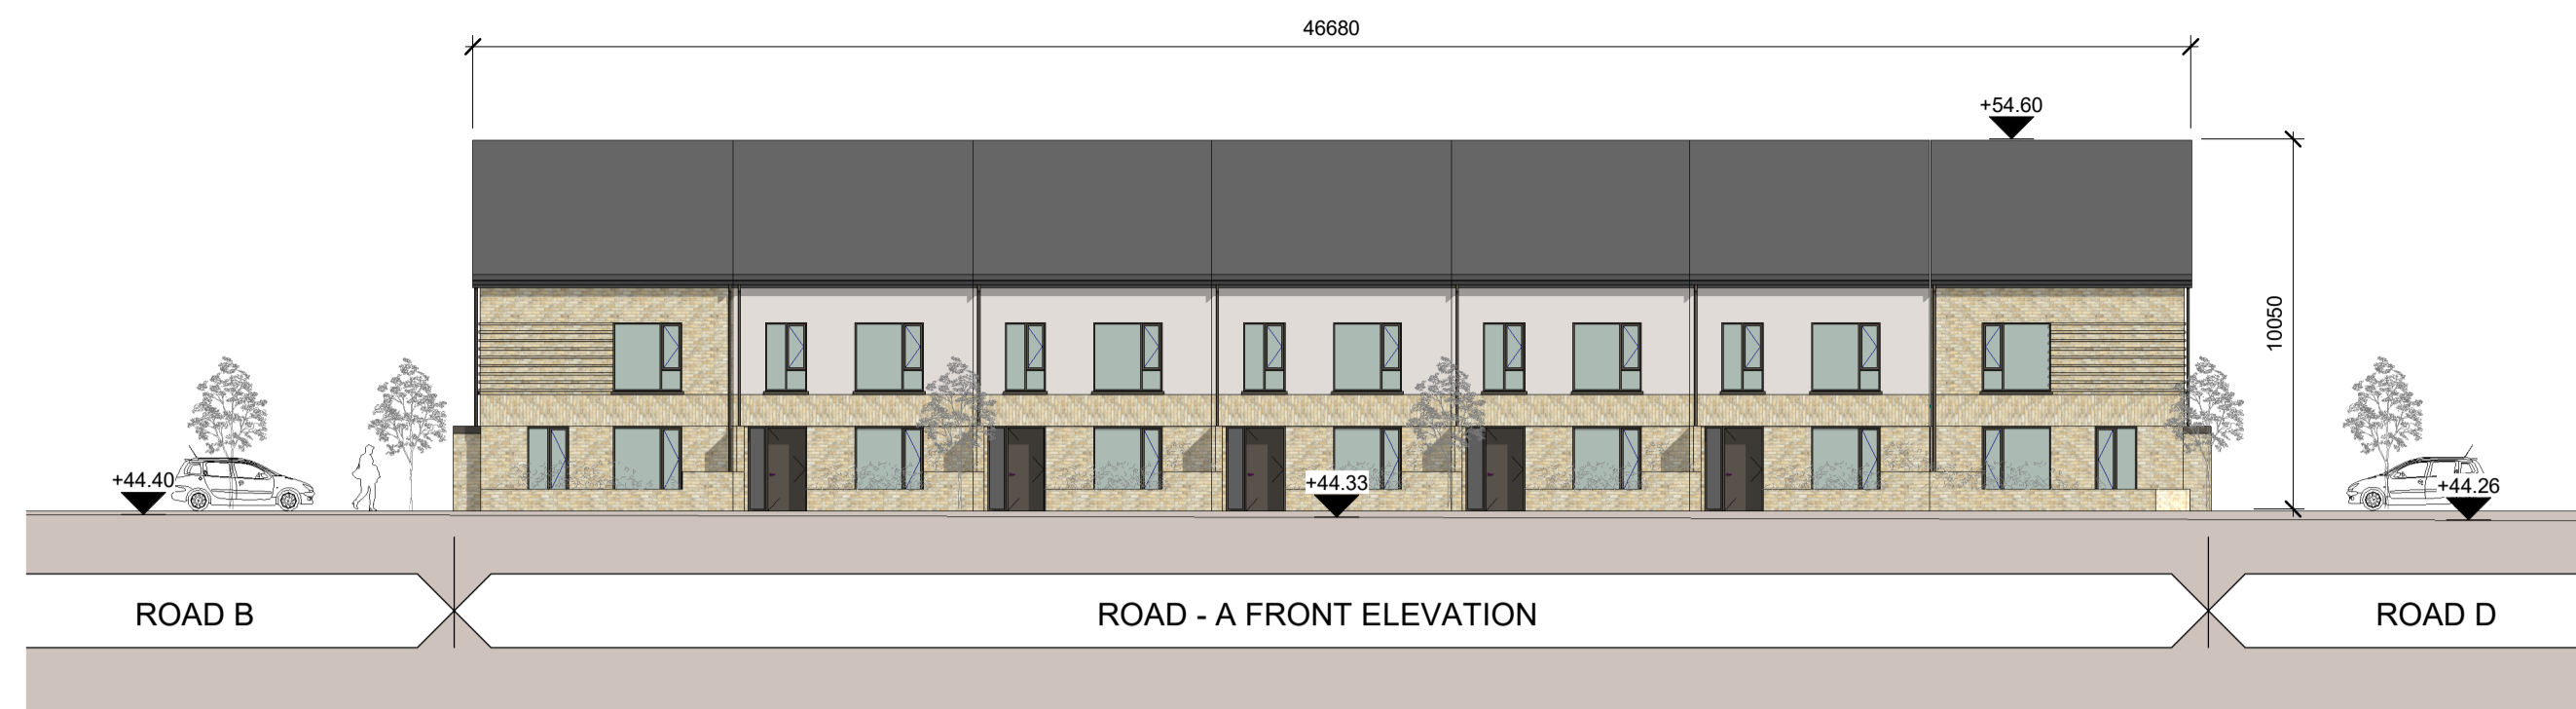 46680
+54.60
10050
+44.40
+44.33
+44.26
ROAD B
ROAD - A FRONT ELEVATION
ROAD D